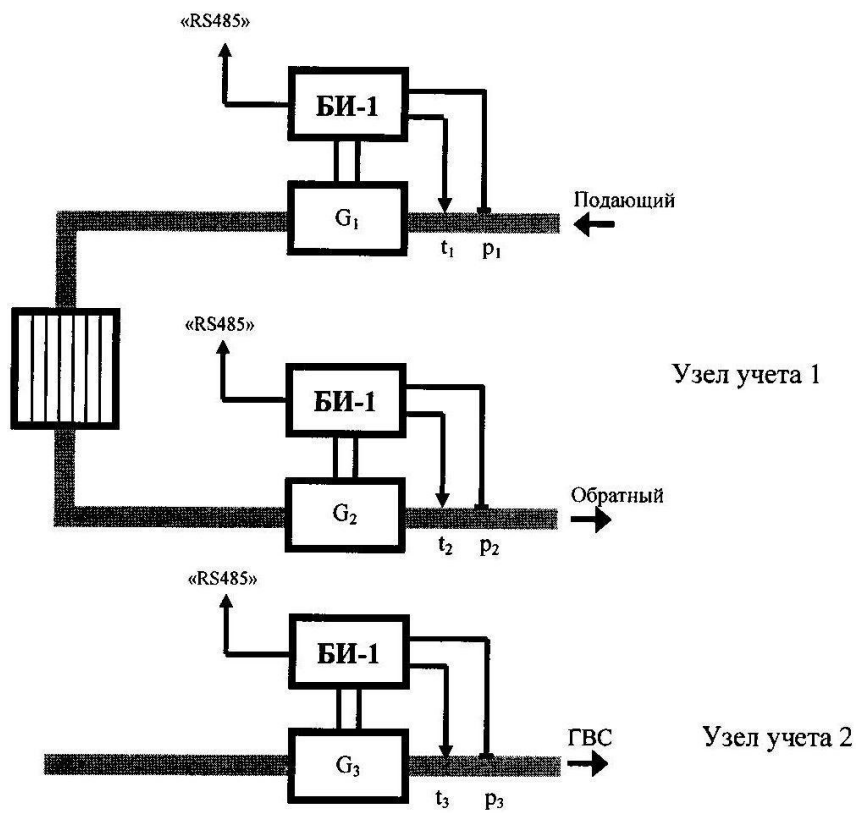 «RS485»
БИ-1
G₁
Подающий
t₁ p₁
«RS485»
БИ-1
Узел учета 1
G₂
Обратный
t₂ p₂
«RS485»
БИ-1
G₃
ГВС
Узел учета 2
t₃ p₃